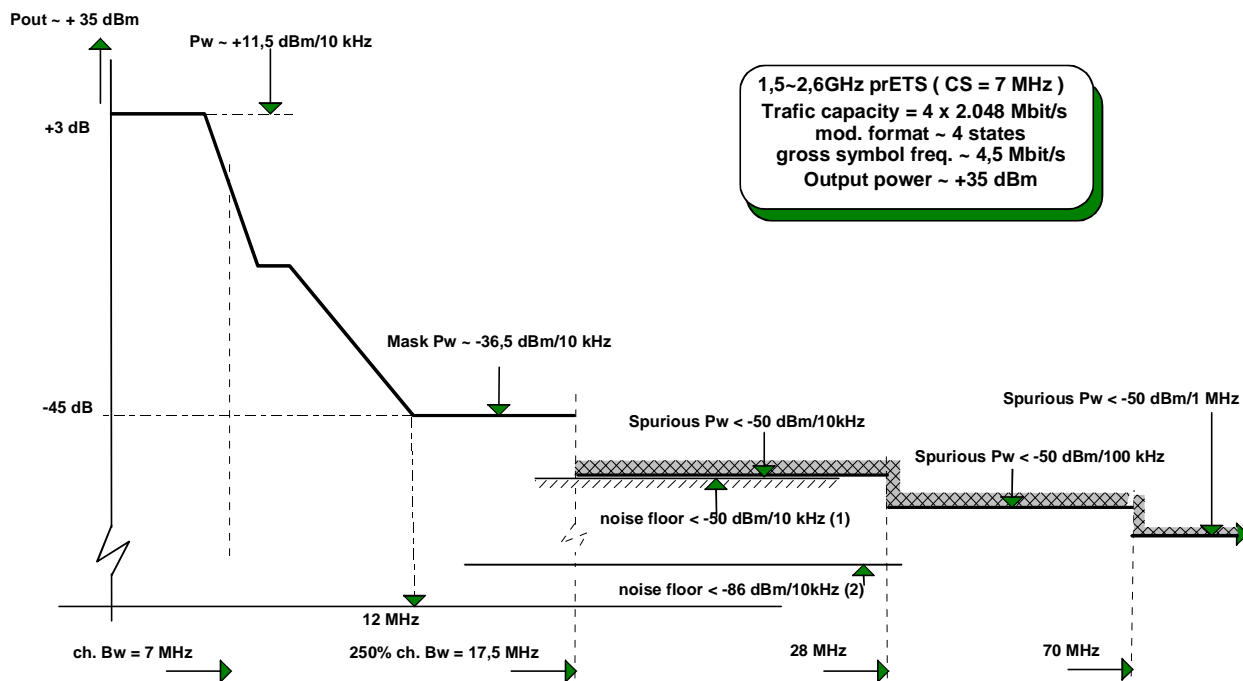 Pout ~ + 35 dBm
Pw ~ +11,5 dBm/10 kHz
1,5~2,6GHz prETS ( CS = 7 MHz )
Trafic capacity = 4 x 2.048 Mbit/s
mod. format ~ 4 states
gross symbol freq. ~ 4,5 Mbit/s
Output power ~ +35 dBm
+3 dB
Mask Pw ~ -36,5 dBm/10 kHz
-45 dB
Spurious Pw < -50 dBm/10kHz
Spurious Pw < -50 dBm/1 MHz
Spurious Pw < -50 dBm/100 kHz
noise floor < -50 dBm/10 kHz (1)
noise floor < -86 dBm/10kHz (2)
12 MHz
ch. Bw = 7 MHz
250% ch. Bw = 17,5 MHz
28 MHz
70 MHz